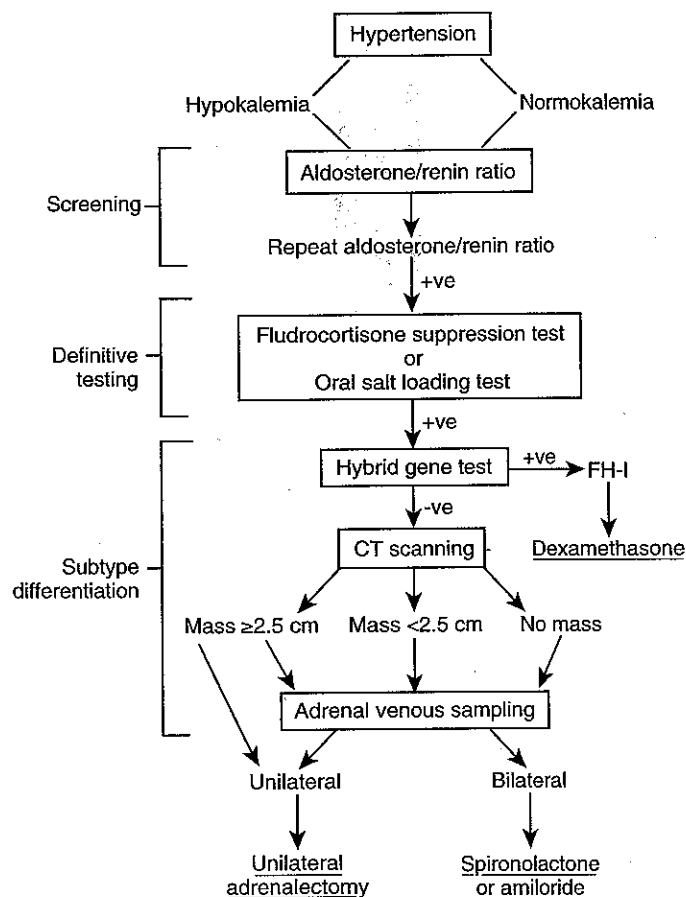 Hypertension
Hypokalemia
Normokalemia
Aldosterone/renin ratio
Screening
Repeat aldosterone/renin ratio
+ve
Fludrocortisone suppression test
or
Oral salt loading test
Definitive
testing
+ve
Hybrid gene test
+ve
FH-I
-ve
CT scanning
Dexamethasone
Subtype
differentiation
Mass ≥2.5 cm
Mass <2.5 cm
No mass
Adrenal venous sampling
Unilateral
Bilateral
Unilateral
adrenalectomy
Spironolactone
or amiloride